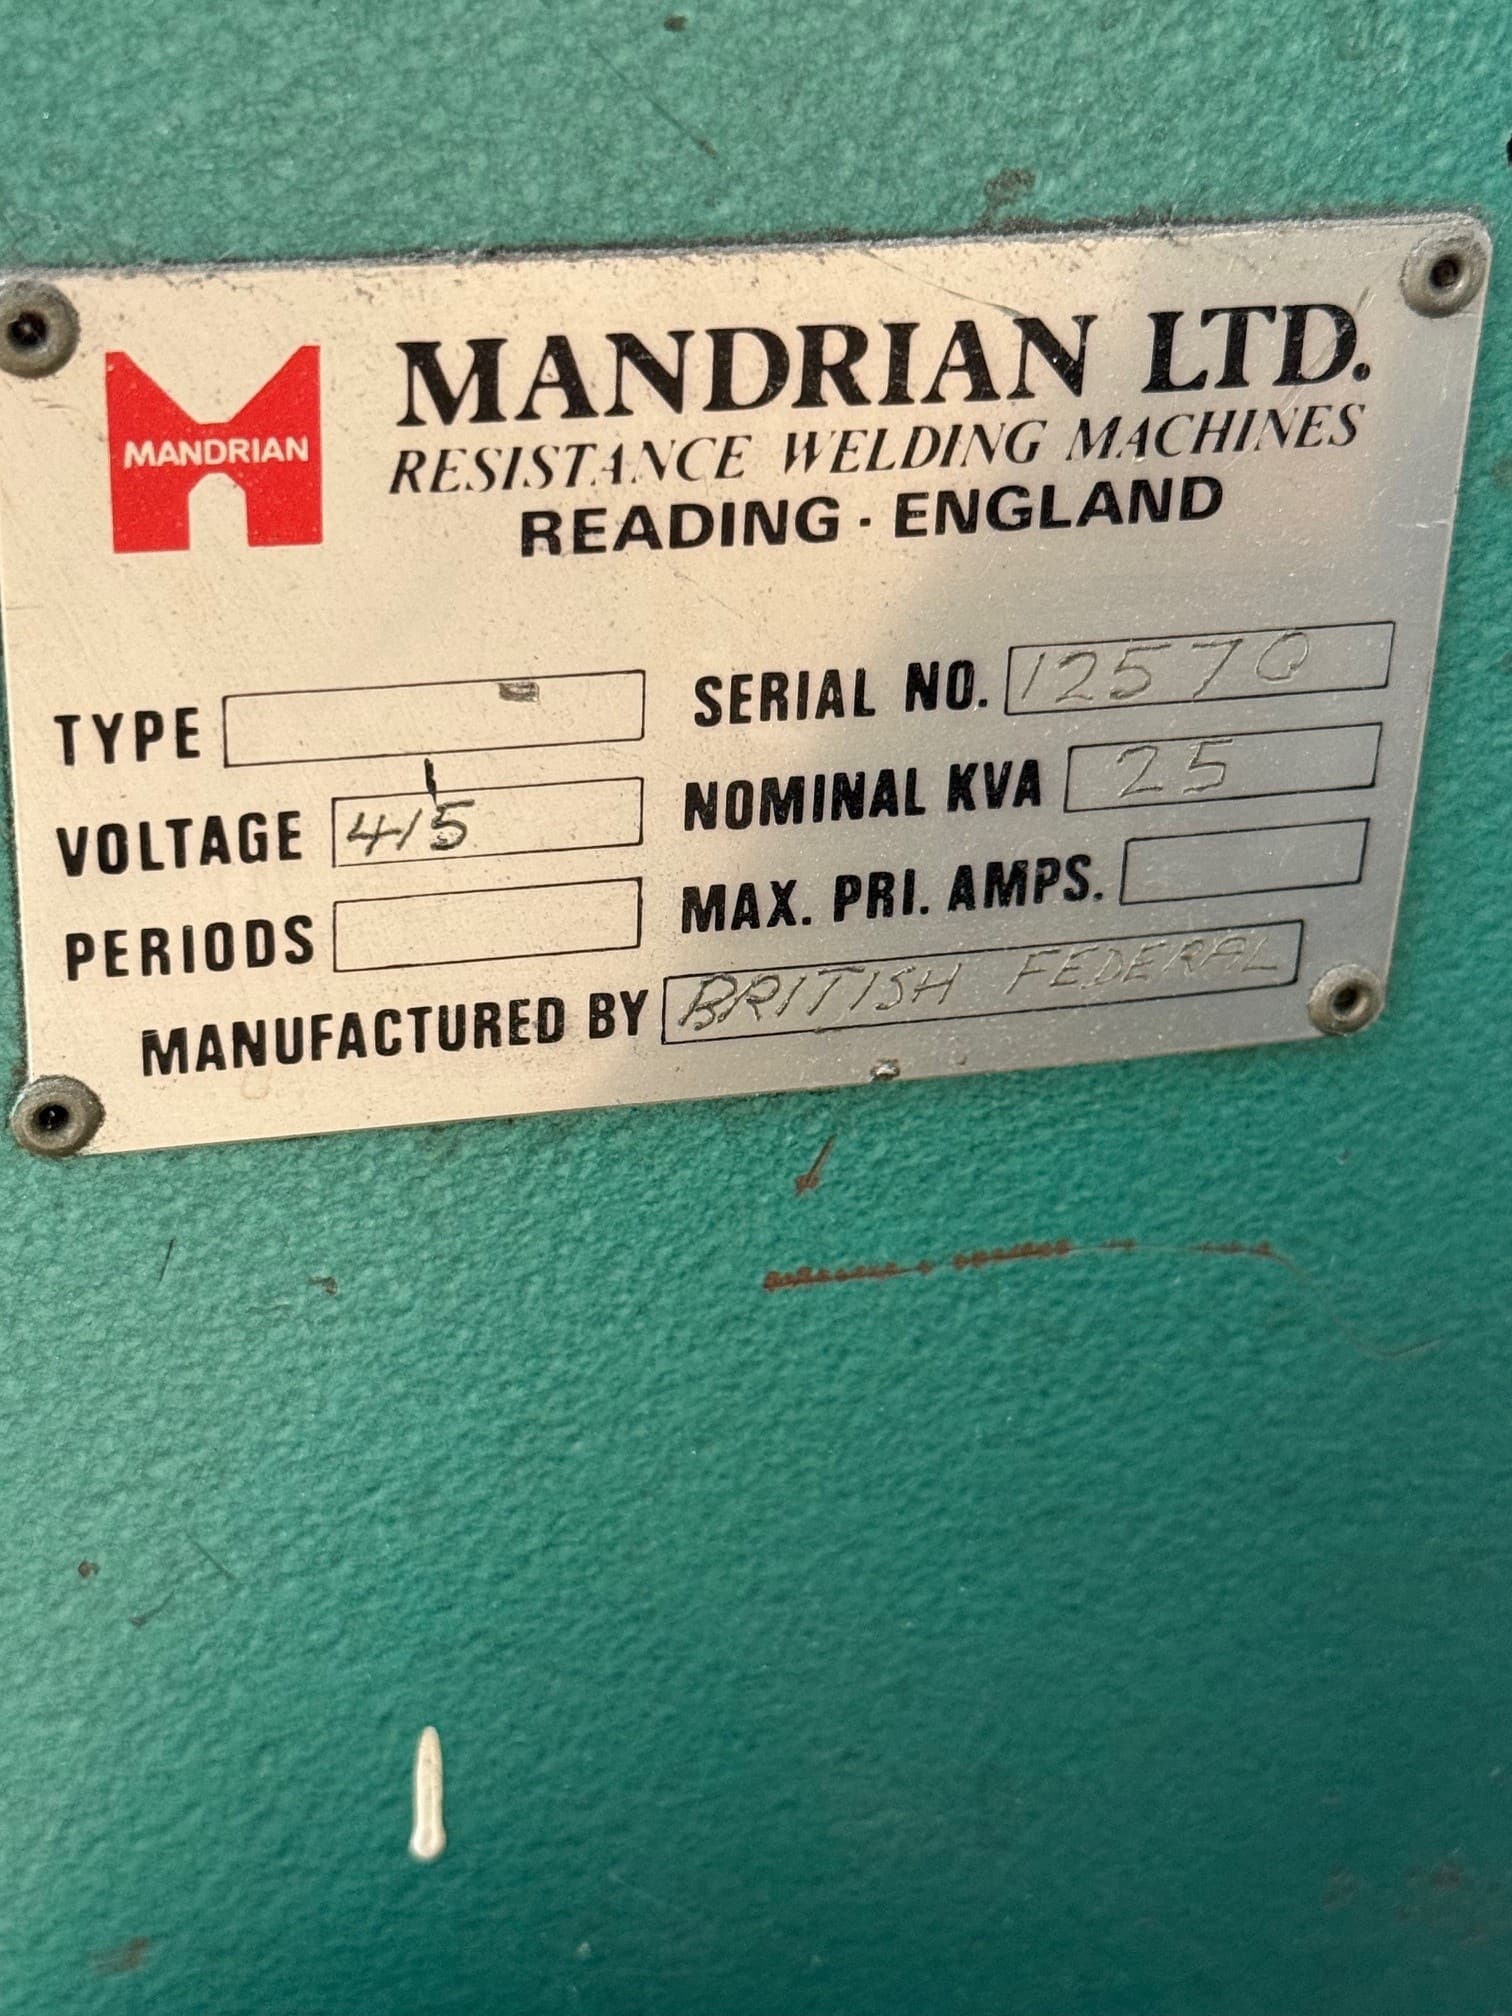 MANDRIAN
MANDRIAN LTD.
RESISTANCE WELDING MACHINES
READING · ENGLAND
TYPE
SERIAL NO. 12570
VOLTAGE 415
NOMINAL KVA 25
PERIODS
MAX. PRI. AMPS.
MANUFACTURED BY BRITISH FEDERAL